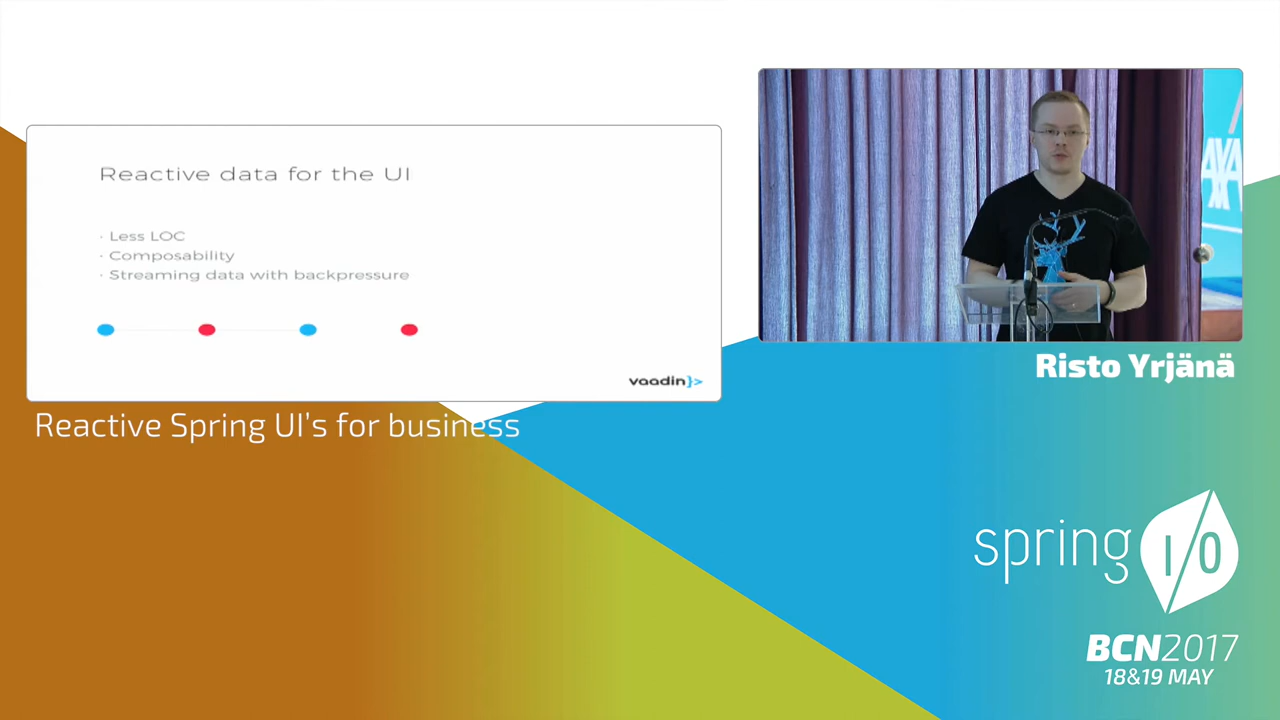 Reactive data for the UI
· Less LOC
· Composability
· Streaming data with backpressure
vaadin}>
Reactive Spring UI's for business
AXA
Risto Yrjänä
spring I/O
BCN2017
18&19 MAY